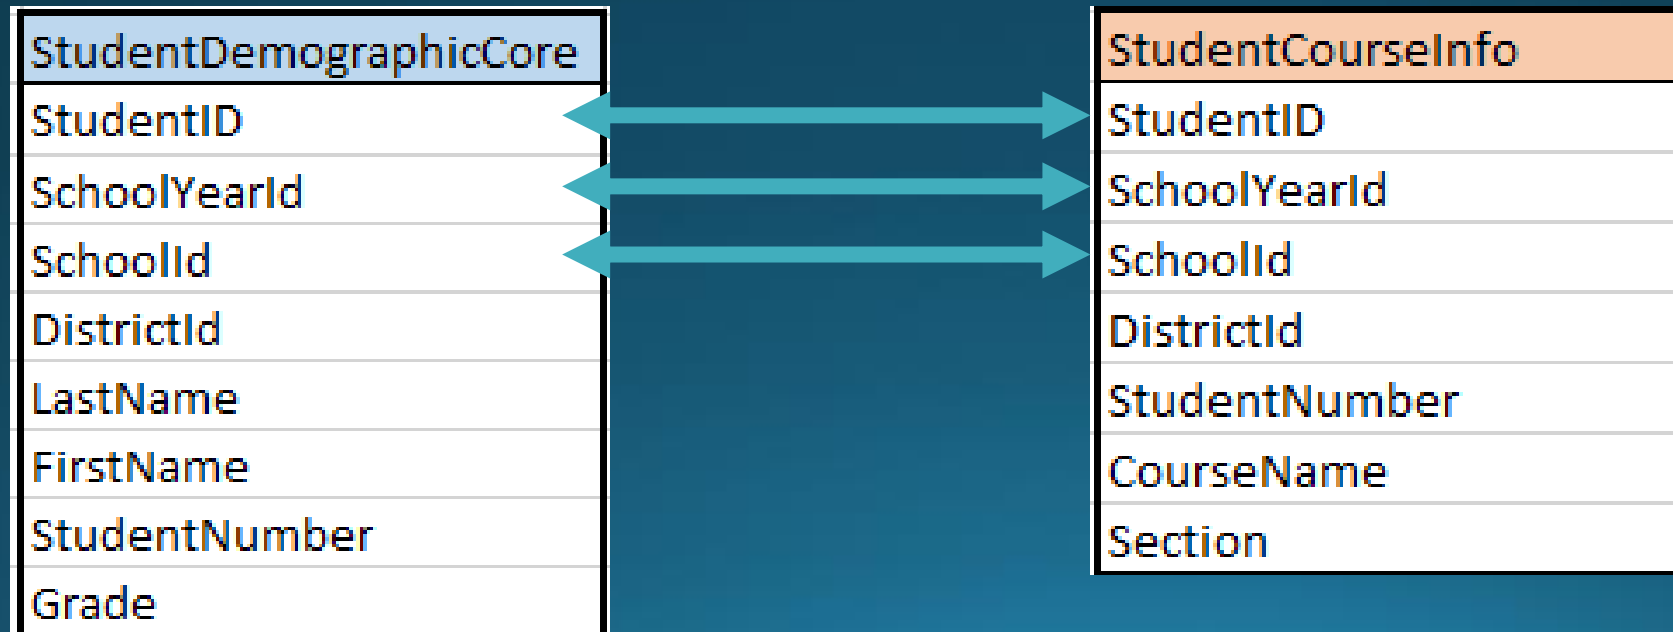 StudentDemographicCore
StudentID
SchoolYearId
SchoolId
DistrictId
LastName
FirstName
StudentNumber
Grade
StudentCourseInfo
StudentID
SchoolYearId
SchoolId
DistrictId
StudentNumber
CourseName
Section